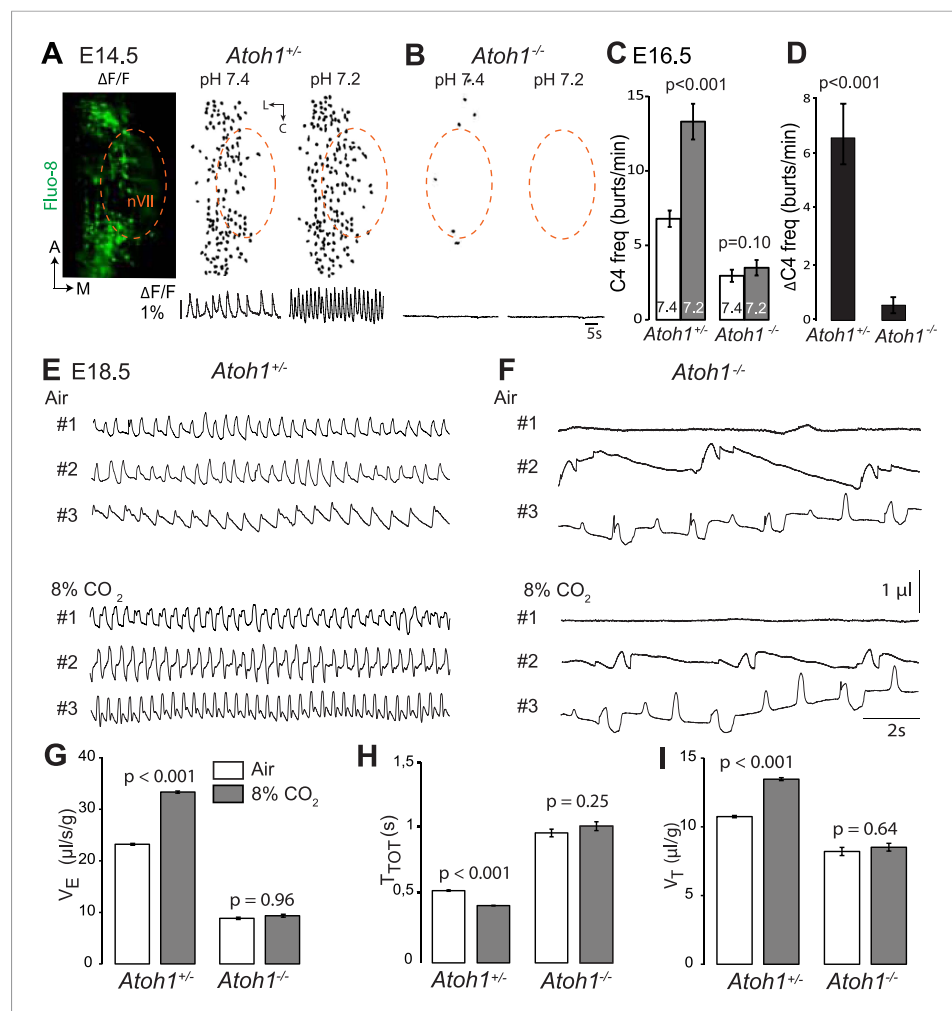 A E14.5 Atoh1+/-
ΔF/F pH 7.4 pH 7.2
Fluo-8
nVII
L
C
A
M
ΔF/F
1%
B Atoh1-/-
pH 7.4 pH 7.2
5s
C E16.5
p<0.001
C4 freq (burts/min)
15
10
5
0
p=0.10
7.4 7.2 7.4 7.2
Atoh1+/- Atoh1-/-
D
p<0.001
ΔC4 freq (burts/min)
8
6
4
2
0
Atoh1+/- Atoh1-/-
E E18.5 Atoh1+/-
Air
#1
#2
#3
8% CO2
#1
#2
#3
F Atoh1-/-
Air
#1
#2
#3
8% CO2
1 µl
#1
#2
#3
2s
G
VE (µl/s/g)
40
30
20
10
0
p < 0.001
Air
8% CO2
p = 0.96
Atoh1+/- Atoh1-/-
H
TTOT(s)
1,5
1
0,5
0
p < 0.001
p = 0.25
Atoh1+/- Atoh1-/-
I
VT (µl/g)
15
10
5
0
p < 0.001
p = 0.64
Atoh1+/- Atoh1-/-